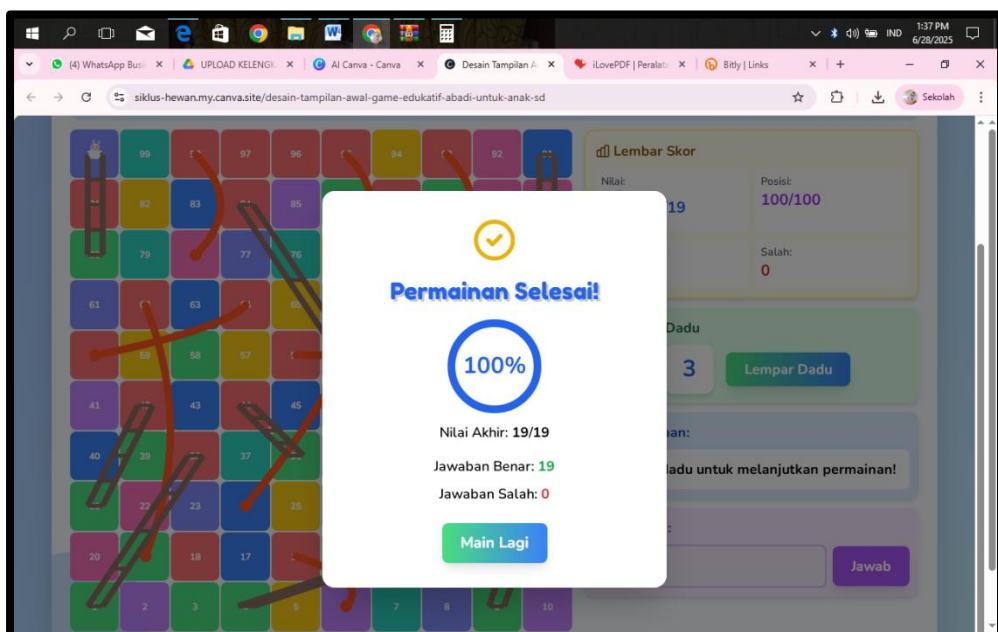 IND
1:37 PM
6/28/2025
(4) WhatsApp Busi
UPLOAD KELENGK
AI Canva - Canva
Desain Tampilan A
iLovePDF | Peralat
Bitly | Links
siklus-hewan.my.canva.site/desain-tampilan-awal-game-edukatif-abadi-untuk-anak-sd
Sekolah
99 97 96 94 92
Lembar Skor
Nilai:
/19
Posisi:
100/100
82 83 85
79 77 76
Salah:
0
Permainan Selesai!
61 63
Dadu
59 58 57
100%
3
Lempar Dadu
41 43 45
Nilai Akhir: 19/19
40 39 37
Jawaban Benar: 19
adu untuk melanjutkan permainan!
Jawaban Salah: 0
22 23 25
Main Lagi
20 18 17
Jawab
2 3 5 7 8 10